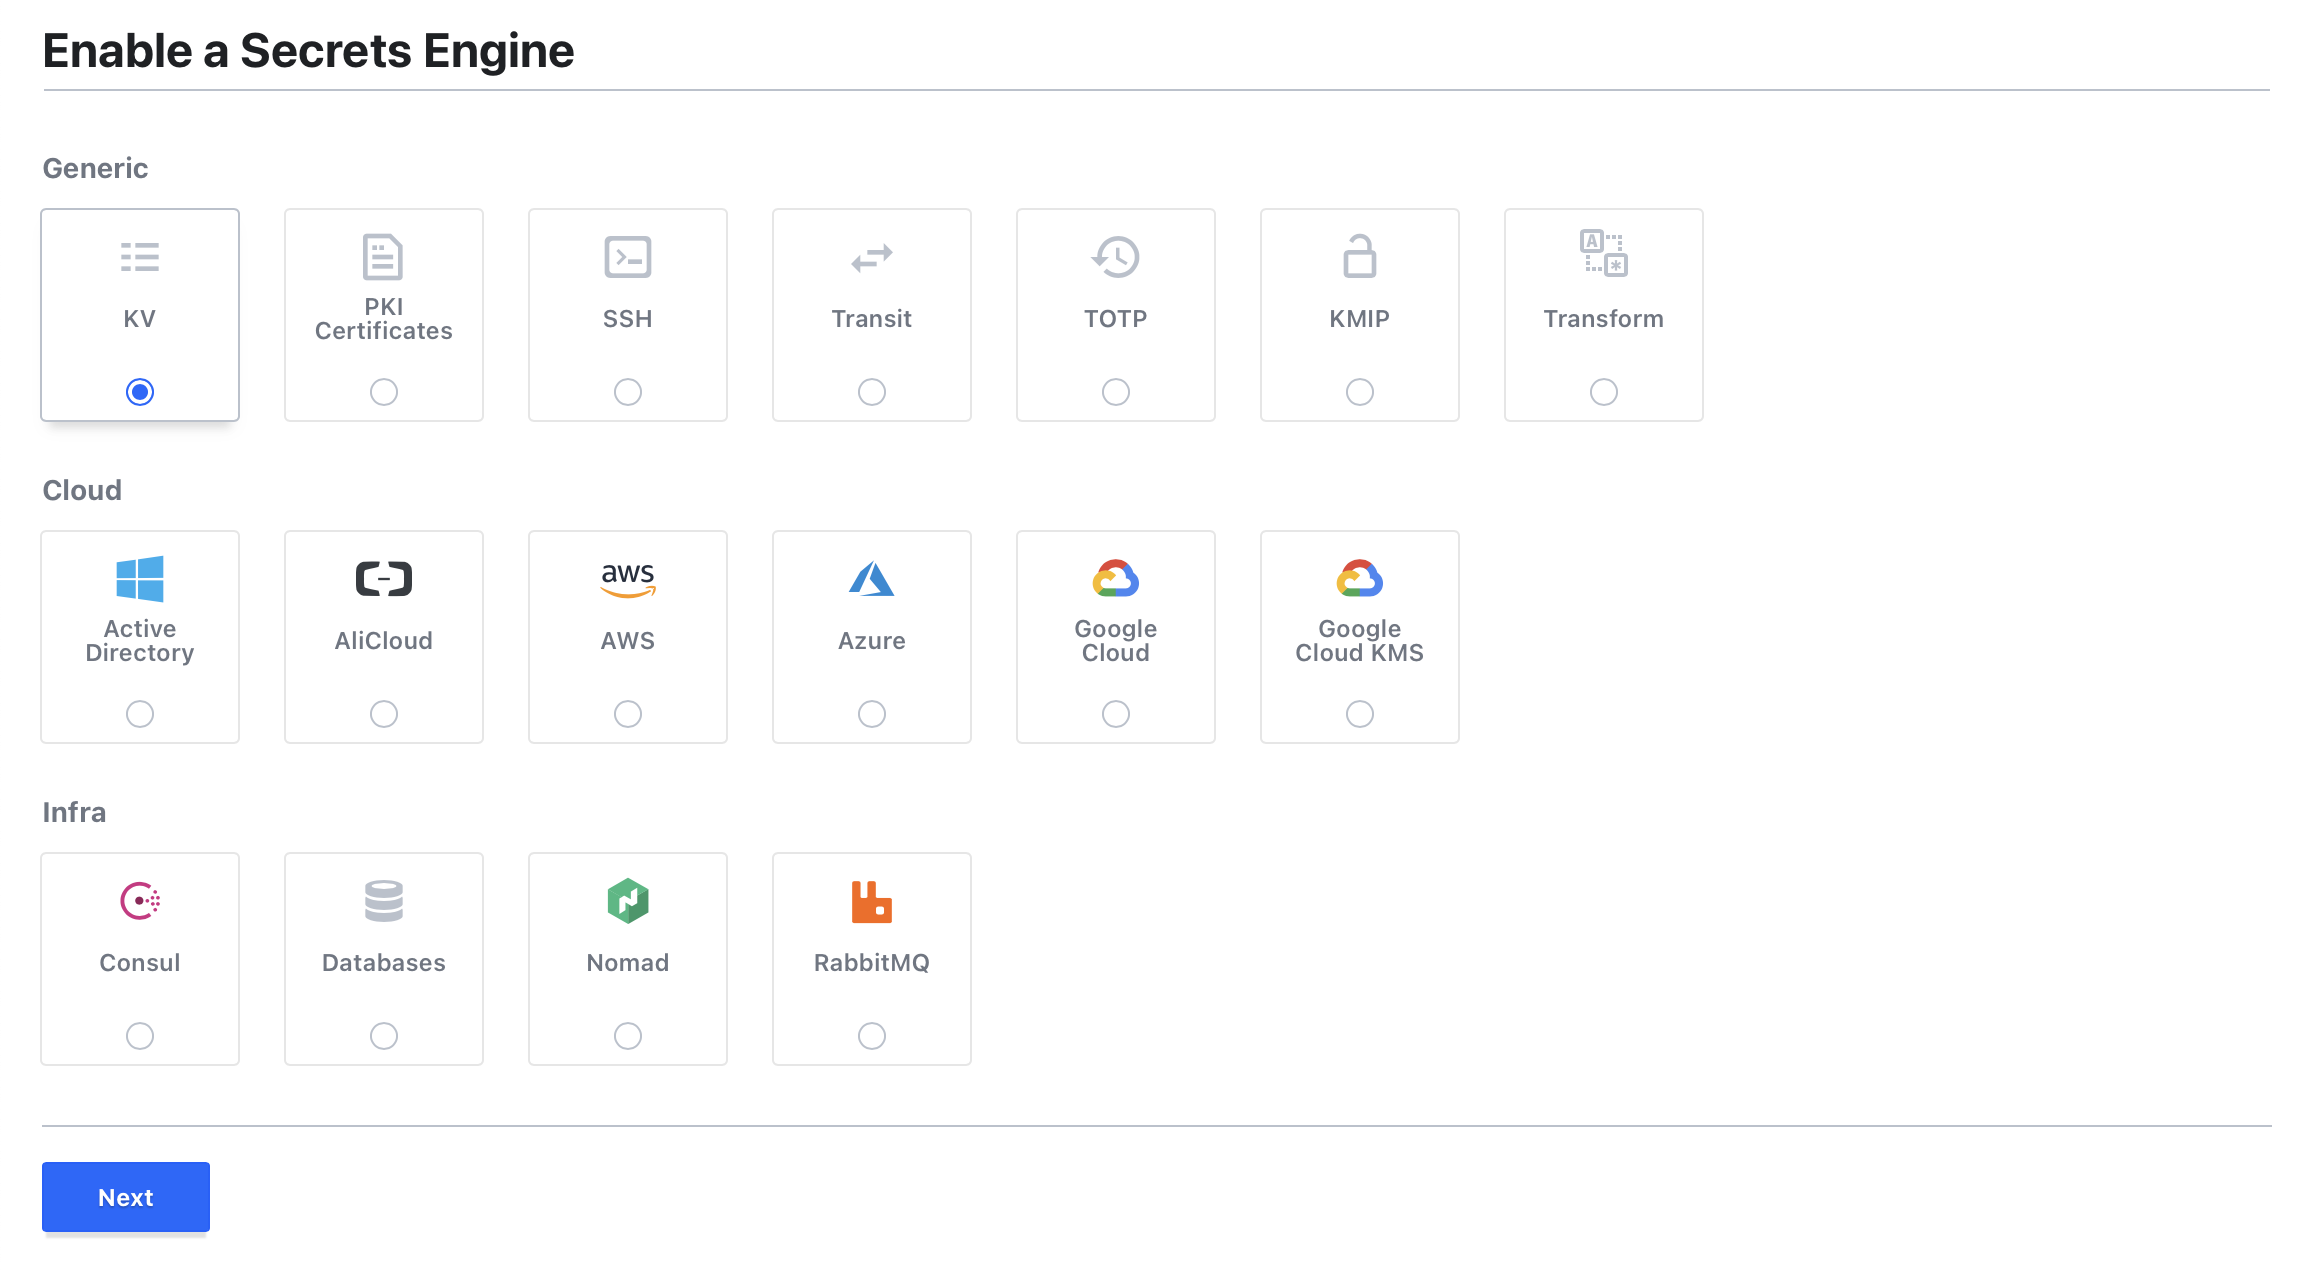 Enable a Secrets Engine
Generic
KV
PKI
Certificates
SSH
Transit
TOTP
KMIP
A
*
Transform
Cloud
Active
Directory
AliCloud
aws
AWS
Azure
Google
Cloud
Google
Cloud KMS
Infra
Consul
Databases
Nomad
RabbitMQ
Next